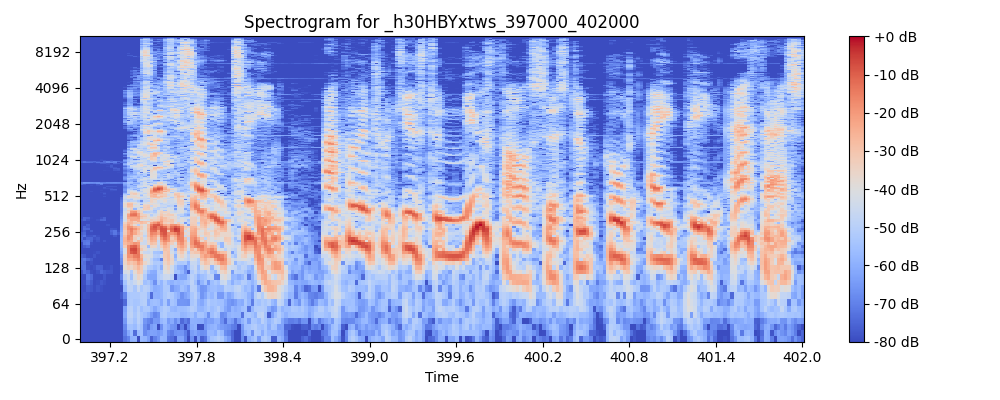 Spectrogram for _h30HBYxtws_397000_402000
Hz
8192
4096
2048
1024
512
256
128
64
0
397.2 397.8 398.4 399.0 399.6 400.2 400.8 401.4 402.0
Time
+0 dB
-10 dB
-20 dB
-30 dB
-40 dB
-50 dB
-60 dB
-70 dB
-80 dB